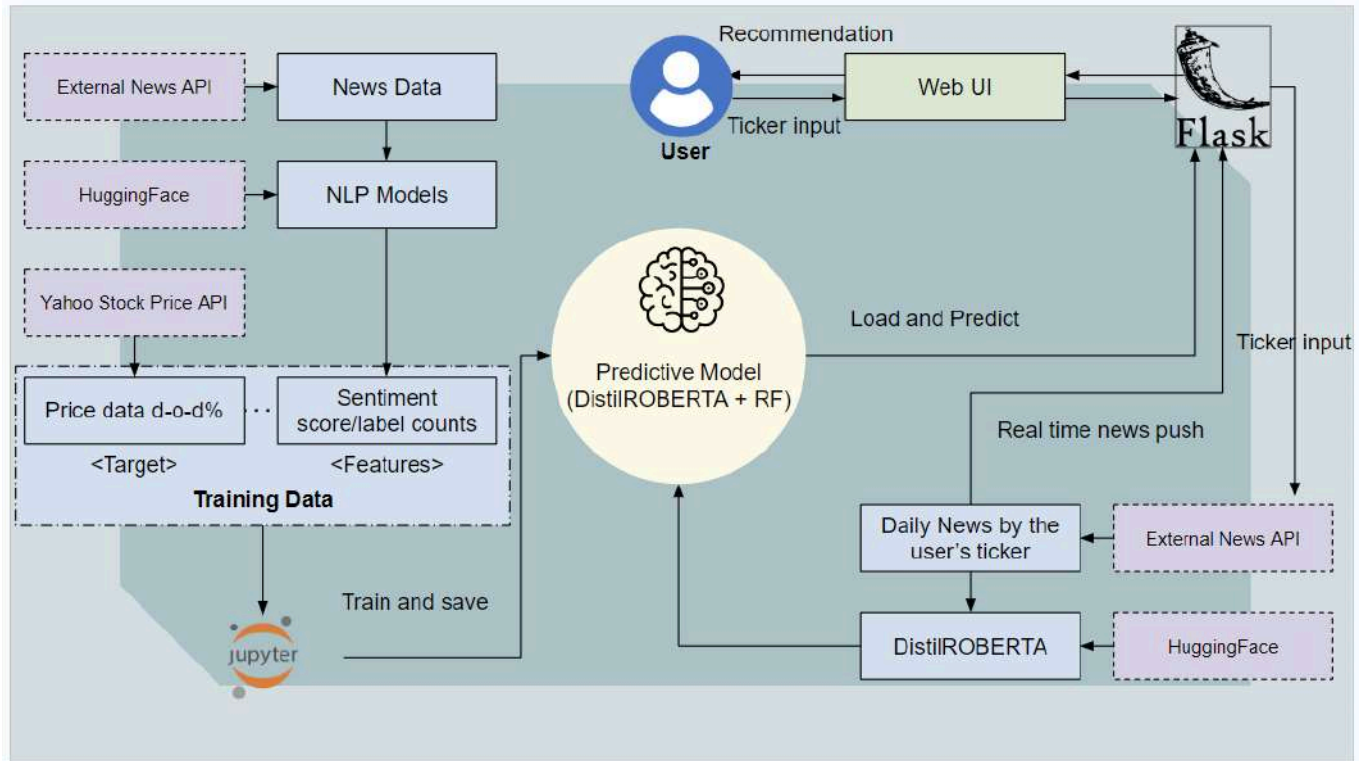 Recommendation
External News API
News Data
Web UI
Flask
Ticker input
User
HuggingFace
NLP Models
Yahoo Stock Price API
Load and Predict
Ticker input
Predictive Model
(DistilROBERTA + RF)
Price data d-o-d%
...
Sentiment
score/label counts
<Target>
<Features>
Training Data
Real time news push
Daily News by the
user's ticker
External News API
Train and save
jupyter
DistilROBERTA
HuggingFace